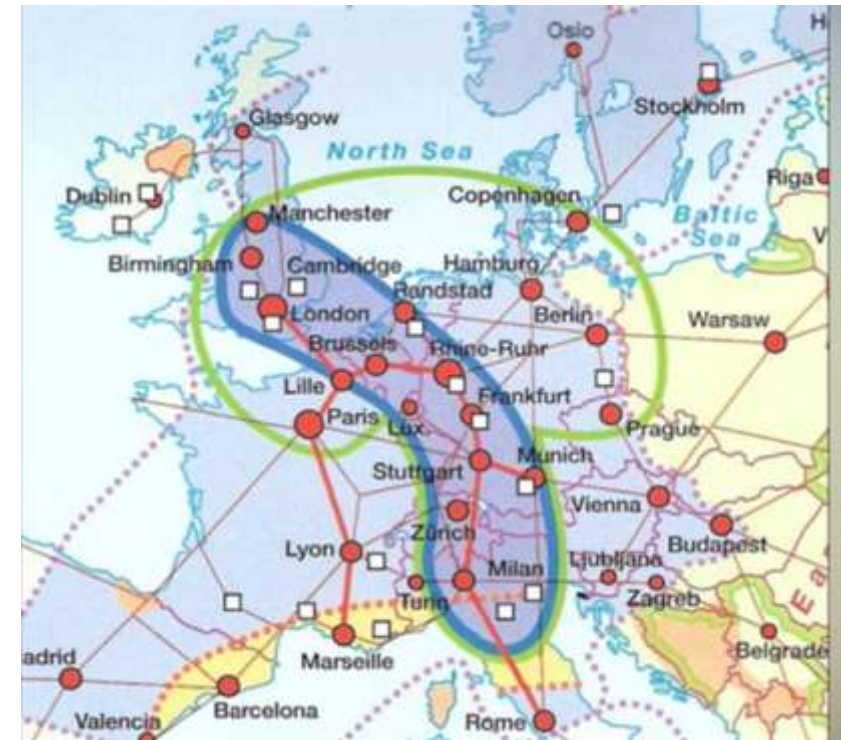 Oslo
H
Stockholm
Glasgow
North Sea
Riga
Dublin
Copenhagen
Manchester
Baltic
Sea
V
Birmingham
Cambridge
Hamburg
Randstad
London
Berlin
Warsaw
Brussels
Rhine-Ruhr
Lille
Frankfurt
Paris
Lux.
Prague
Stuttgart
Munich
Vienna
Zürich
Budapest
Lyon
Milan
Ljubljana
Turin
Zagreb
Ea
Marseille
Belgrade
adrid
Barcelona
Valencia
Rome